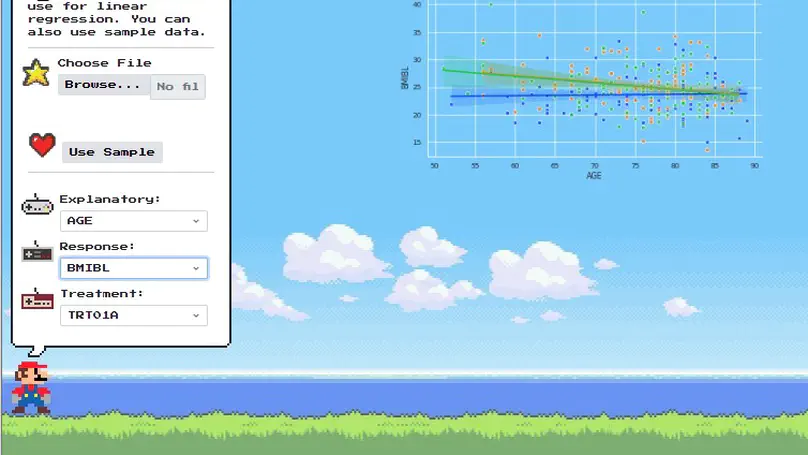 use for linear
regression. You can
also use sample data.
Choose File
Browse... No fil
Use Sample
Explanatory:
AGE
Response:
BMIBL
Treatment:
TRT01A
40
35
30
25
20
15
BMIBL
50 55 60 65 70 75 80 85 90
AGE